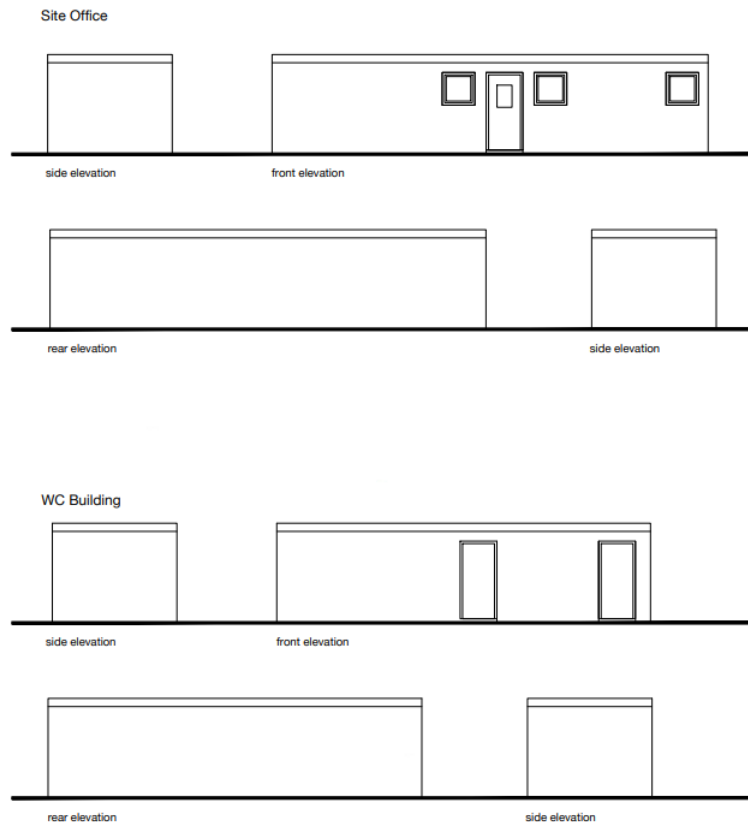 Site Office
side elevation
front elevation
rear elevation
side elevation
WC Building
side elevation
front elevation
rear elevation
side elevation